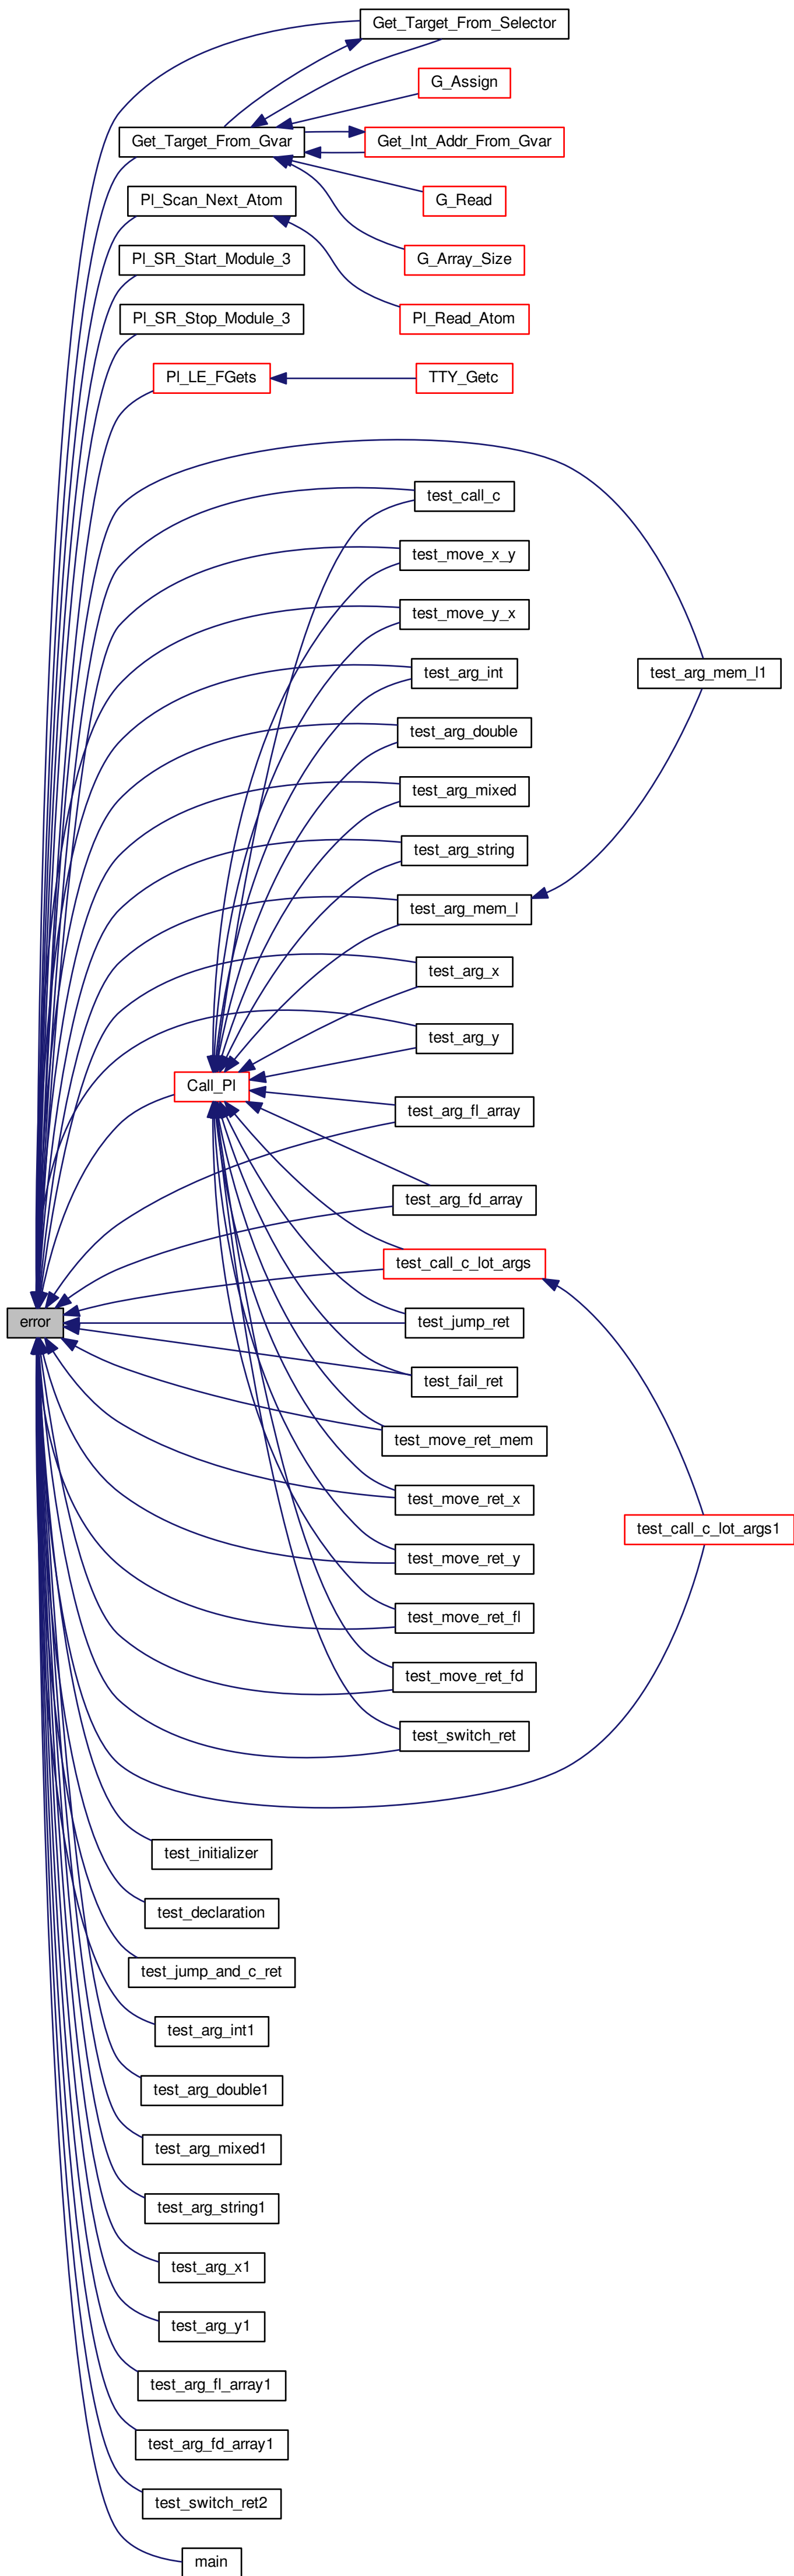 Get_Target_From_Selector
G_Assign
Get_Target_From_Gvar
Get_Int_Addr_From_Gvar
Pl_Scan_Next_Atom
G_Read
Pl_SR_Start_Module_3
G_Array_Size
Pl_SR_Stop_Module_3
Pl_Read_Atom
Pl_LE_FGets
TTY_Getc
test_call_c
test_move_x_y
test_move_y_x
test_arg_int
test_arg_mem_l1
test_arg_double
test_arg_mixed
test_arg_string
test_arg_mem_l
test_arg_x
test_arg_y
Call_Pl
test_arg_fl_array
test_arg_fd_array
test_call_c_lot_args
error
test_jump_ret
test_fail_ret
test_move_ret_mem
test_move_ret_x
test_call_c_lot_args1
test_move_ret_y
test_move_ret_fl
test_move_ret_fd
test_switch_ret
test_initializer
test_declaration
test_jump_and_c_ret
test_arg_int1
test_arg_double1
test_arg_mixed1
test_arg_string1
test_arg_x1
test_arg_y1
test_arg_fl_array1
test_arg_fd_array1
test_switch_ret2
main